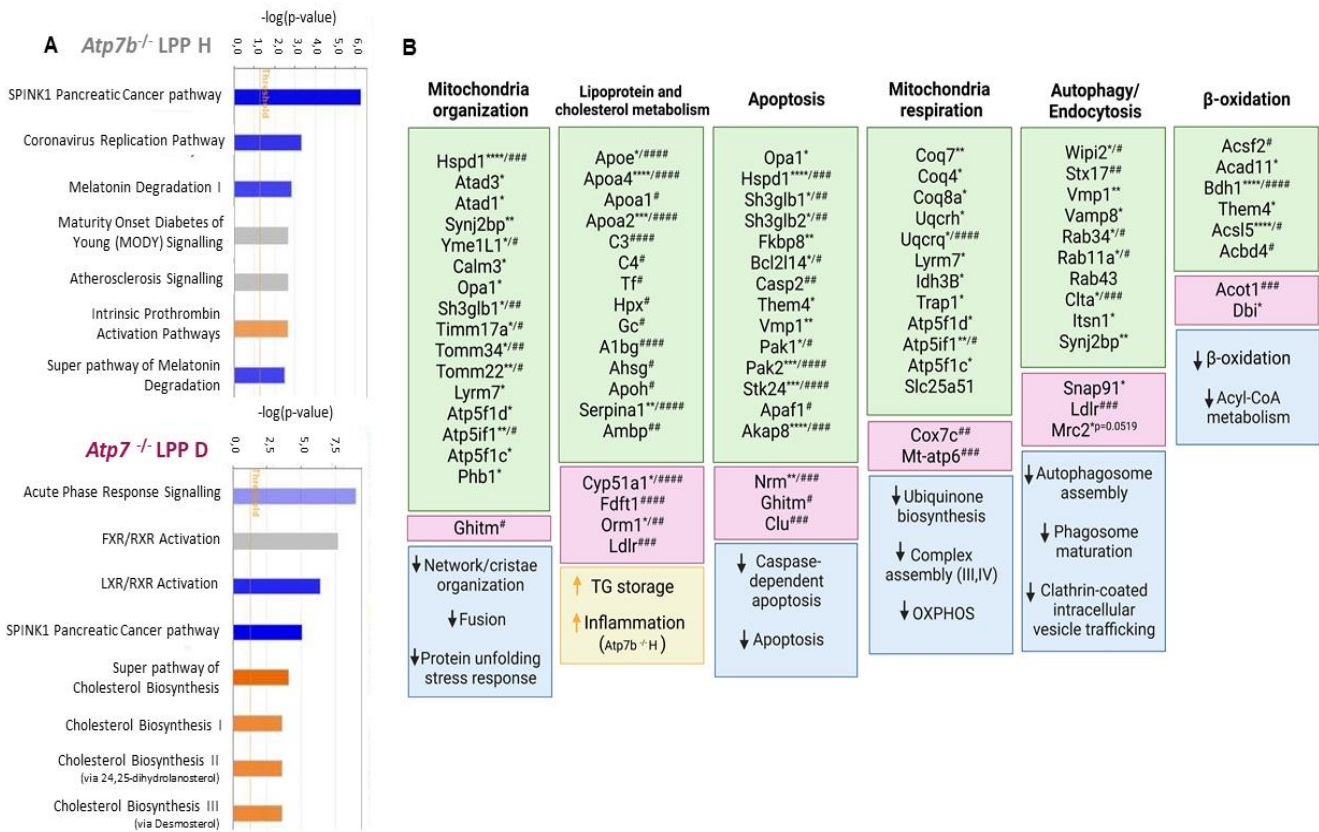 A
Atp7b-/- LPP H
-log(p-value)
0,0
1,0
2,0
3,0
4,0
5,0
6,0
Threshold
SPINK1 Pancreatic Cancer pathway
Coronavirus Replication Pathway
Melatonin Degradation I
Maturity Onset Diabetes of
Young (MODY) Signalling
Atherosclerosis Signalling
Intrinsic Prothrombin
Activation Pathways
Super pathway of Melatonin
Degradation
-log(p-value)
Atp7 -/- LPP D
0,0
2,5
5,0
7,5
Threshold
Acute Phase Response Signalling
FXR/RXR Activation
LXR/RXR Activation
SPINK1 Pancreatic Cancer pathway
Super pathway of
Cholesterol Biosynthesis
Cholesterol Biosynthesis I
Cholesterol Biosynthesis II
(via 24,25-dihydrolanosterol)
Cholesterol Biosynthesis III
(via Desmosterol)
B
Mitochondria
organization
Hspd1****/###
Atad3*
Atad1*
Synj2bp**
Yme1L1*/#
Calm3*
Opa1*
Sh3glb1*/##
Timm17a*/#
Tomm34*/##
Tomm22**/#
Lyrm7*
Atp5f1d*
Atp5if1**/#
Atp5f1c*
Phb1*
Ghitm#
↓Network/cristae
organization
↓Fusion
↓Protein unfolding
stress response
Lipoprotein and
cholesterol metabolism
Apoe*/####
Apoa4****/####
Apoa1#
Apoa2***/####
C3####
C4#
Tf#
Hpx#
Gc#
A1bg####
Ahsg#
Apoh#
Serpina1**/####
Ambp##
Cyp51a1*/####
Fdft1####
Orm1*/##
Ldlr###
↑ TG storage
↑ Inflammation
(Atp7b-/-H)
Apoptosis
Opa1*
Hspd1****/###
Sh3glb1*/##
Sh3glb2*/##
Fkbp8**
Bcl2l14*/#
Casp2##
Them4*
Vmp1**
Pak1*/#
Pak2***/####
Stk24***/####
Apaf1#
Akap8****/###
Nrm**/###
Ghitm#
Clu###
↓ Caspase-
dependent
apoptosis
↓ Apoptosis
Mitochondria
respiration
Coq7**
Coq4*
Coq8a*
Uqcrh*
Uqcrq*/####
Lyrm7*
Idh3B*
Trap1*
Atp5f1d*
Atp5if1**/#
Atp5f1c*
Slc25a51
Cox7c##
Mt-atp6###
↓Ubiquinone
biosynthesis
↓ Complex
assembly (III,IV)
↓OXPHOS
Autophagy/
Endocytosis
Wipi2*/#
Stx17##
Vmp1**
Vamp8*
Rab34*/#
Rab11a*/#
Rab43
Clta*/###
Itsn1*
Synj2bp**
Snap91*
Ldlr###
Mrc2*p=0.0519
↓Autophagosome
assembly
↓ Phagosome
maturation
↓ Clathrin-coated
intracellular
vesicle trafficking
β-oxidation
Acsf2#
Acad11*
Bdh1****/####
Them4*
Acsl5****/#
Acbd4#
Acot1###
Dbi*
↓ β-oxidation
↓Acyl-CoA
metabolism